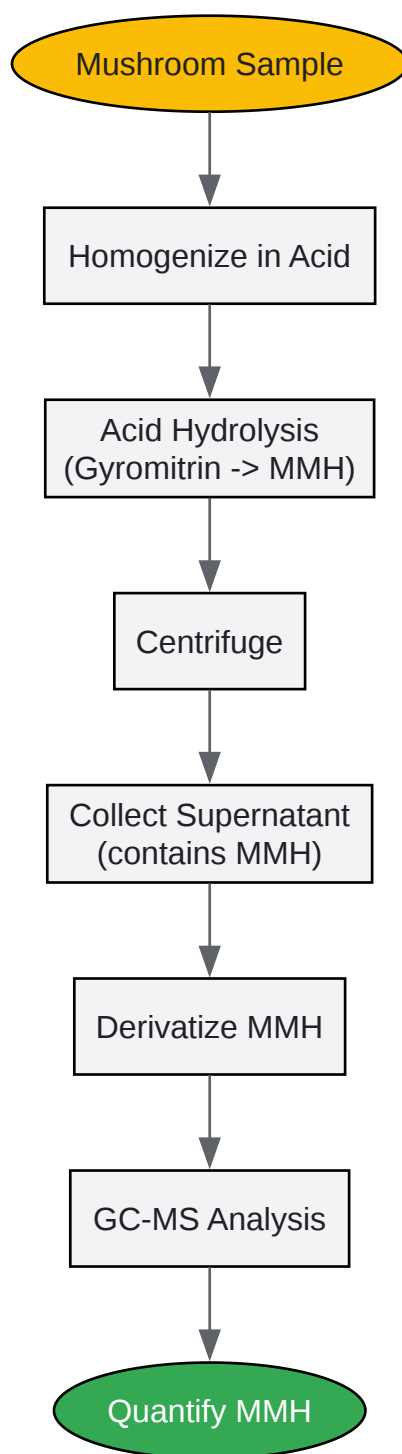 Mushroom Sample
Homogenize in Acid
Acid Hydrolysis
(Gyromitrin -> MMH)
Centrifuge
Collect Supernatant
(contains MMH)
Derivatize MMH
GC-MS Analysis
Quantify MMH